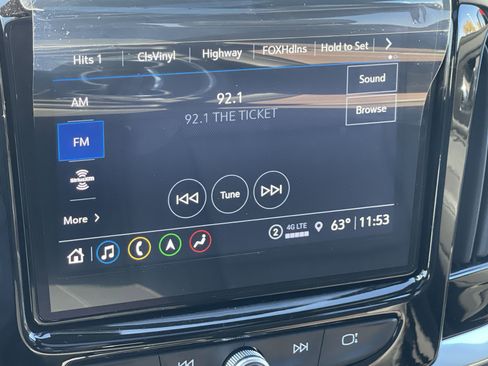 Hits 1 ClsVinyl Highway FOXHdlns Hold to Set
Sound
AM 92.1
92.1 THE TICKET Browse
FM
SiriusXM
Tune
More
2 4G LTE 63° 11:53